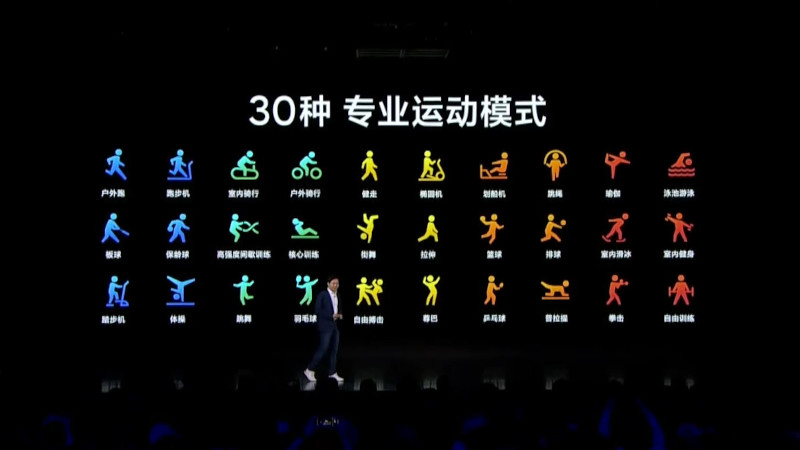 30种 专业运动模式
户外跑 跑步机 室内骑行 户外骑行 健走 椭圆机 划船机 跳绳 瑜伽 泳池游泳
板球 保龄球 高强度间歇训练 核心训练 街舞 拉伸 篮球 排球 室内滑冰 室内健身
踏步机 体操 跳舞 羽毛球 自由搏击 尊巴 乒乓球 普拉提 拳击 自由训练